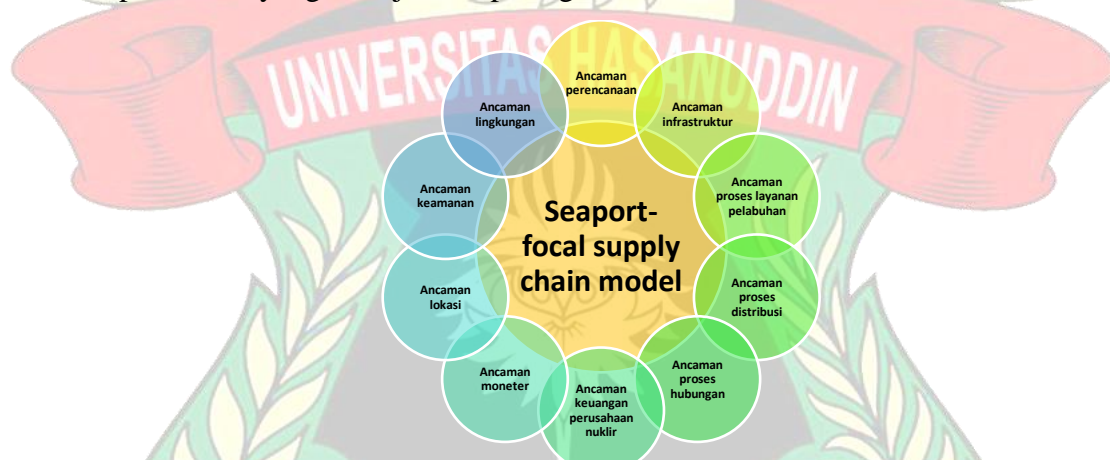 UNIVERSITAS HASANUDDIN
Ancaman
perencanaan
Ancaman
infrastruktur
Ancaman
proses layanan
pelabuhan
Ancaman
proses
distribusi
Ancaman
proses
hubungan
Ancaman
keuangan
perusahaan
nuklir
Ancaman
moneter
Ancaman
lokasi
Ancaman
keamanan
Ancaman
lingkungan
Seaport-
focal supply
chain model